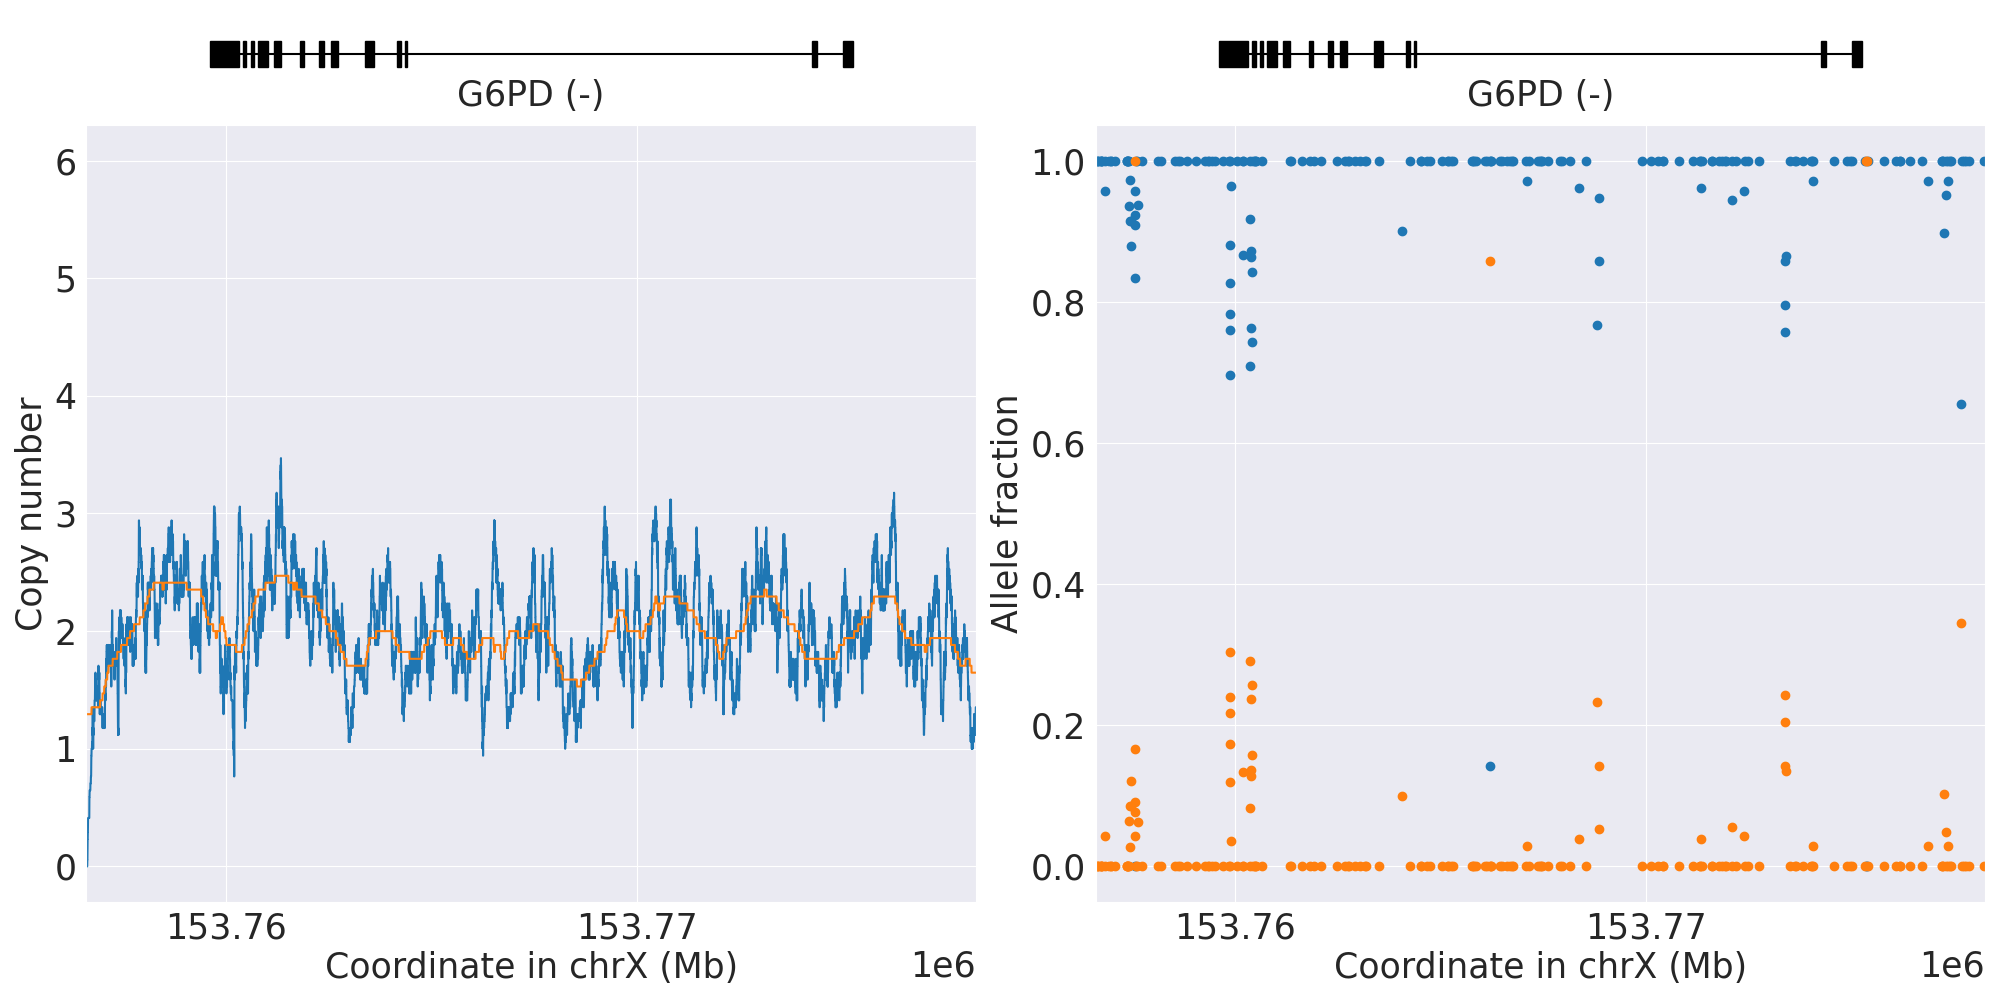 G6PD (-)
6
5
4
3
2
1
0
Copy number
153.76
153.77
Coordinate in chrX (Mb)
1e6
G6PD (-)
1.0
0.8
0.6
0.4
0.2
0.0
Allele fraction
153.76
153.77
Coordinate in chrX (Mb)
1e6